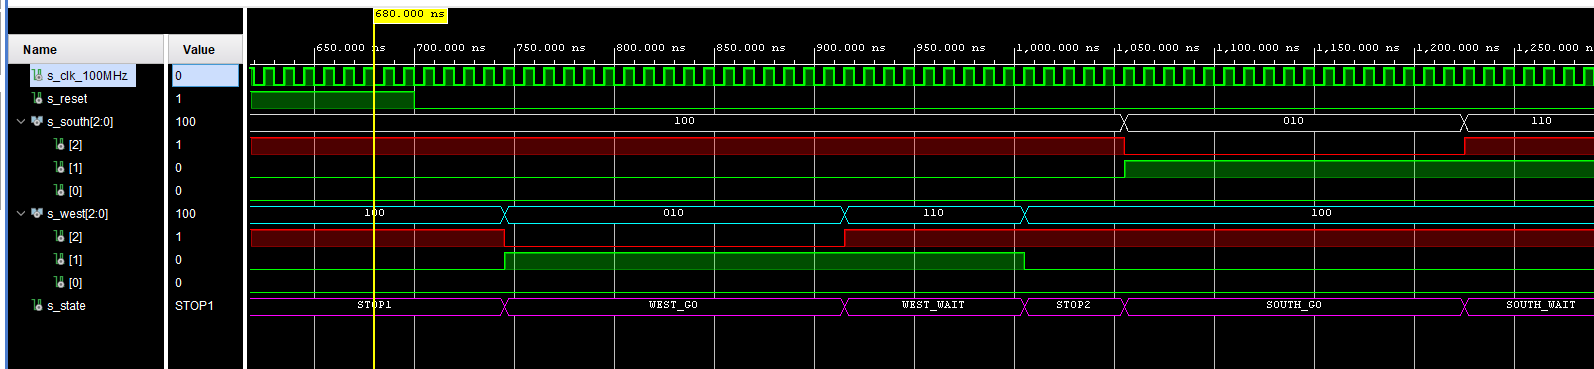 680.000 ns
Name Value
650.000 ns 700.000 ns 750.000 ns 800.000 ns 850.000 ns 900.000 ns 950.000 ns 1,000.000 ns 1,050.000 ns 1,100.000 ns 1,150.000 ns 1,200.000 ns 1,250.000 ns
s_clk_100MHz 0
s_reset 1
s_south[2:0] 100 100 010 110
[2] 1
[1] 0
[0] 0
s_west[2:0] 100 100 010 110 100
[2] 1
[1] 0
[0] 0
s_state STOP1 STOP1 WEST_GO WEST_WAIT STOP2 SOUTH_GO SOUTH_WAIT